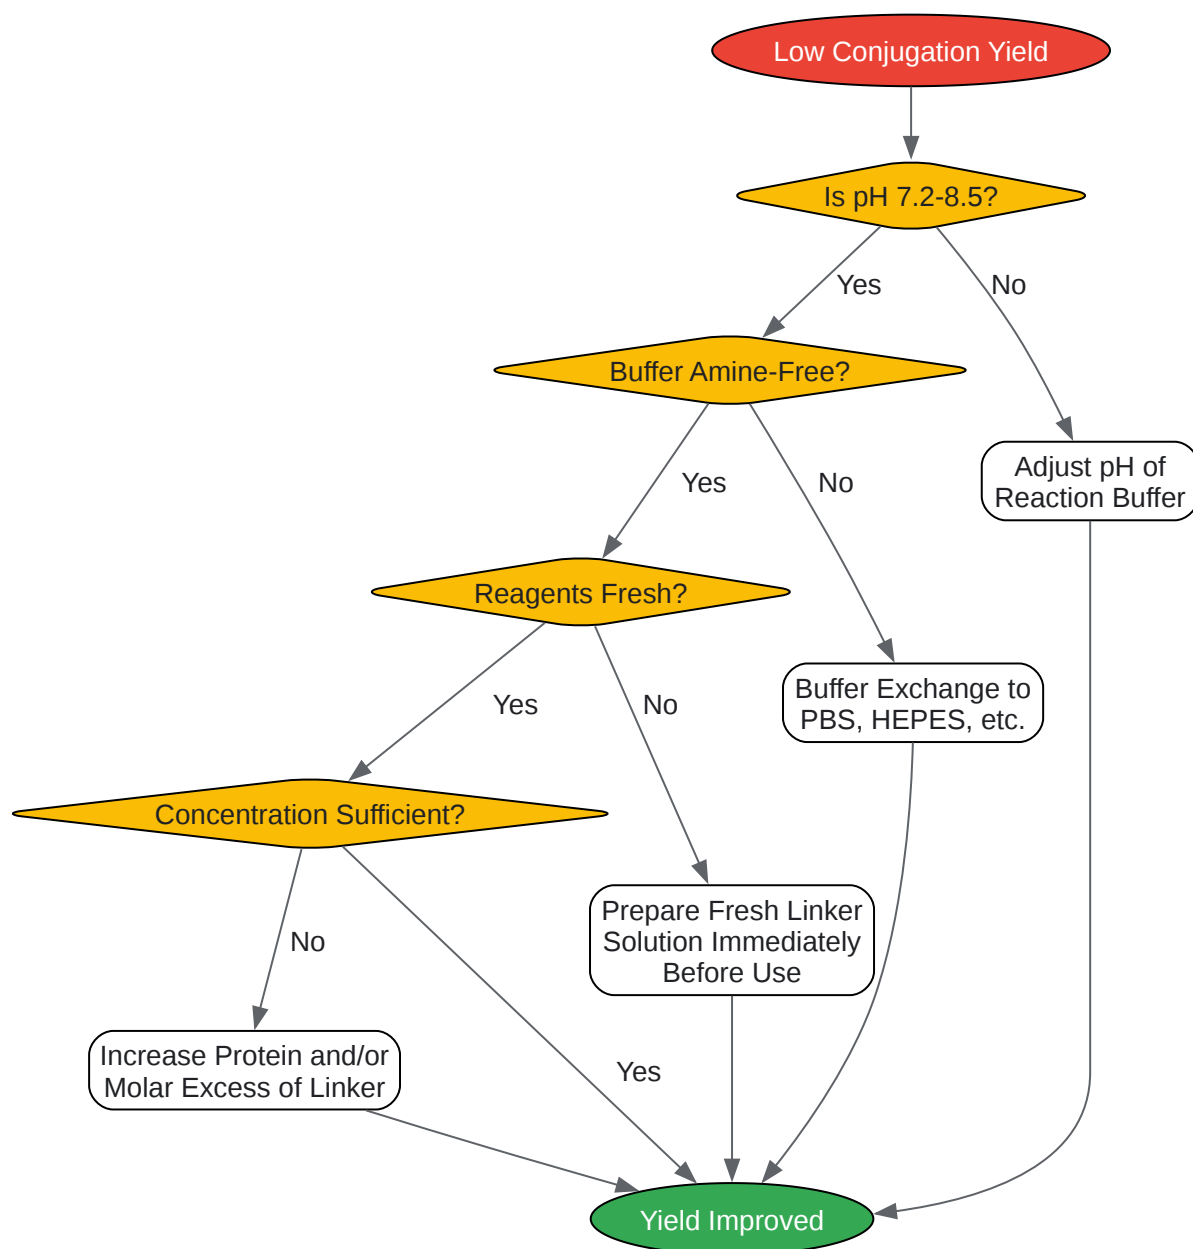 Low Conjugation Yield
Is pH 7.2-8.5?
Yes
No
Buffer Amine-Free?
Yes
No
Adjust pH of
Reaction Buffer
Reagents Fresh?
Yes
No
Buffer Exchange to
PBS, HEPES, etc.
Concentration Sufficient?
No
Yes
Prepare Fresh Linker
Solution Immediately
Before Use
Increase Protein and/or
Molar Excess of Linker
Yield Improved